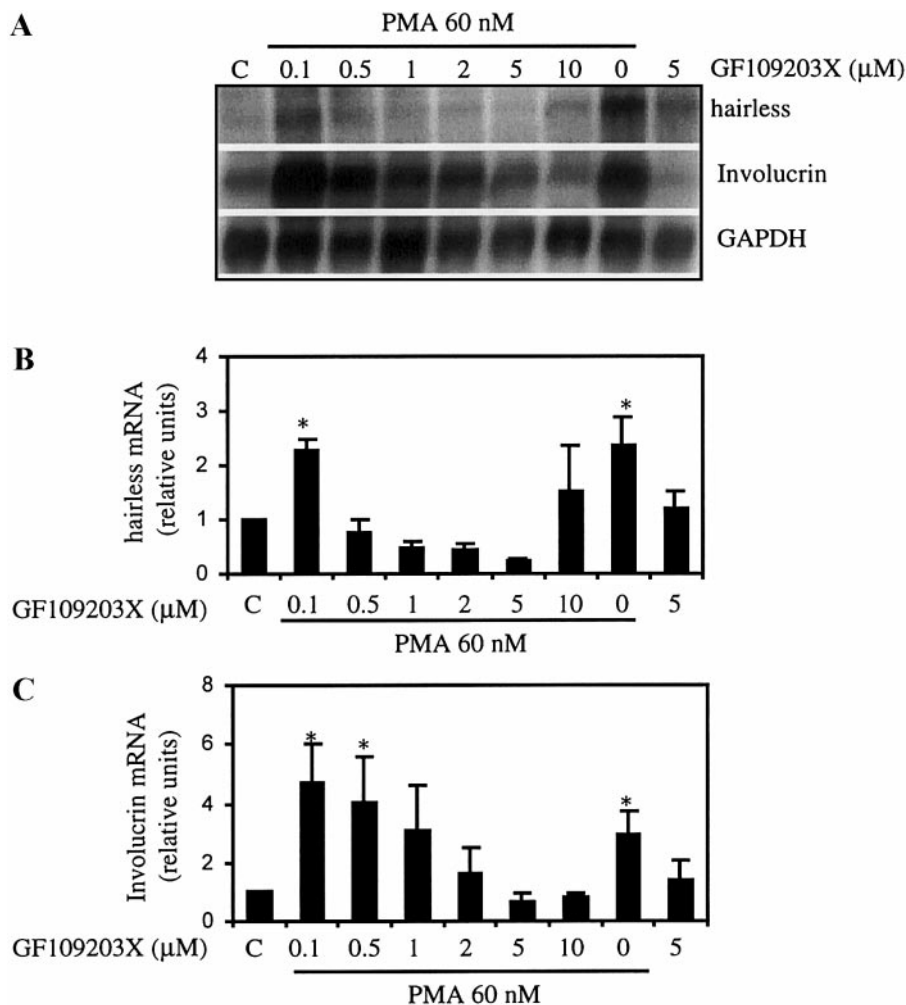 A
PMA 60 nM
C 0.1 0.5 1 2 5 10 0 5 GF109203X (μM)
hairless
Involucrin
GAPDH
B
hairless mRNA
(relative units)
4
3
2
1
0
* *
GF109203X (μM) C 0.1 0.5 1 2 5 10 0 5
PMA 60 nM
C
Involucrin mRNA
(relative units)
8
6
4
2
0
* * *
GF109203X (μM) C 0.1 0.5 1 2 5 10 0 5
PMA 60 nM